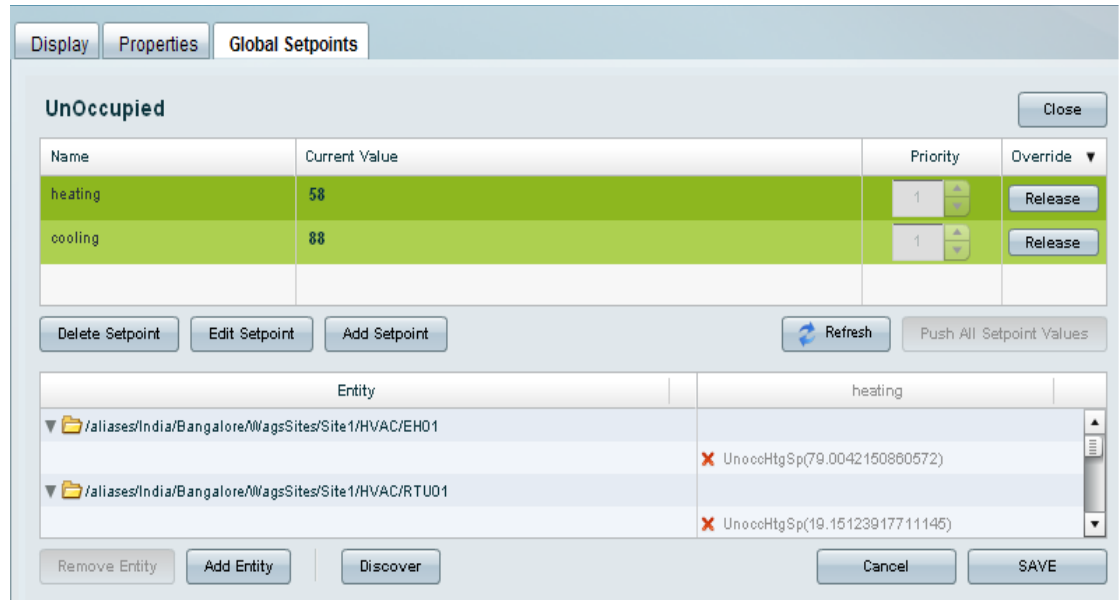 Display Properties Global Setpoints
UnOccupied Close
Name Current Value Priority Override
heating 58 1 Release
cooling 88 1 Release
Delete Setpoint Edit Setpoint Add Setpoint Refresh Push All Setpoint Values
Entity heating
/aliases/India/Bangalore/WagsSites/Site1/HVAC/EH01
UnoccHtgSp(79.0042150860572)
/aliases/India/Bangalore/WagsSites/Site1/HVAC/RTU01
UnoccHtgSp(19.15123917711145)
Remove Entity Add Entity Discover Cancel SAVE